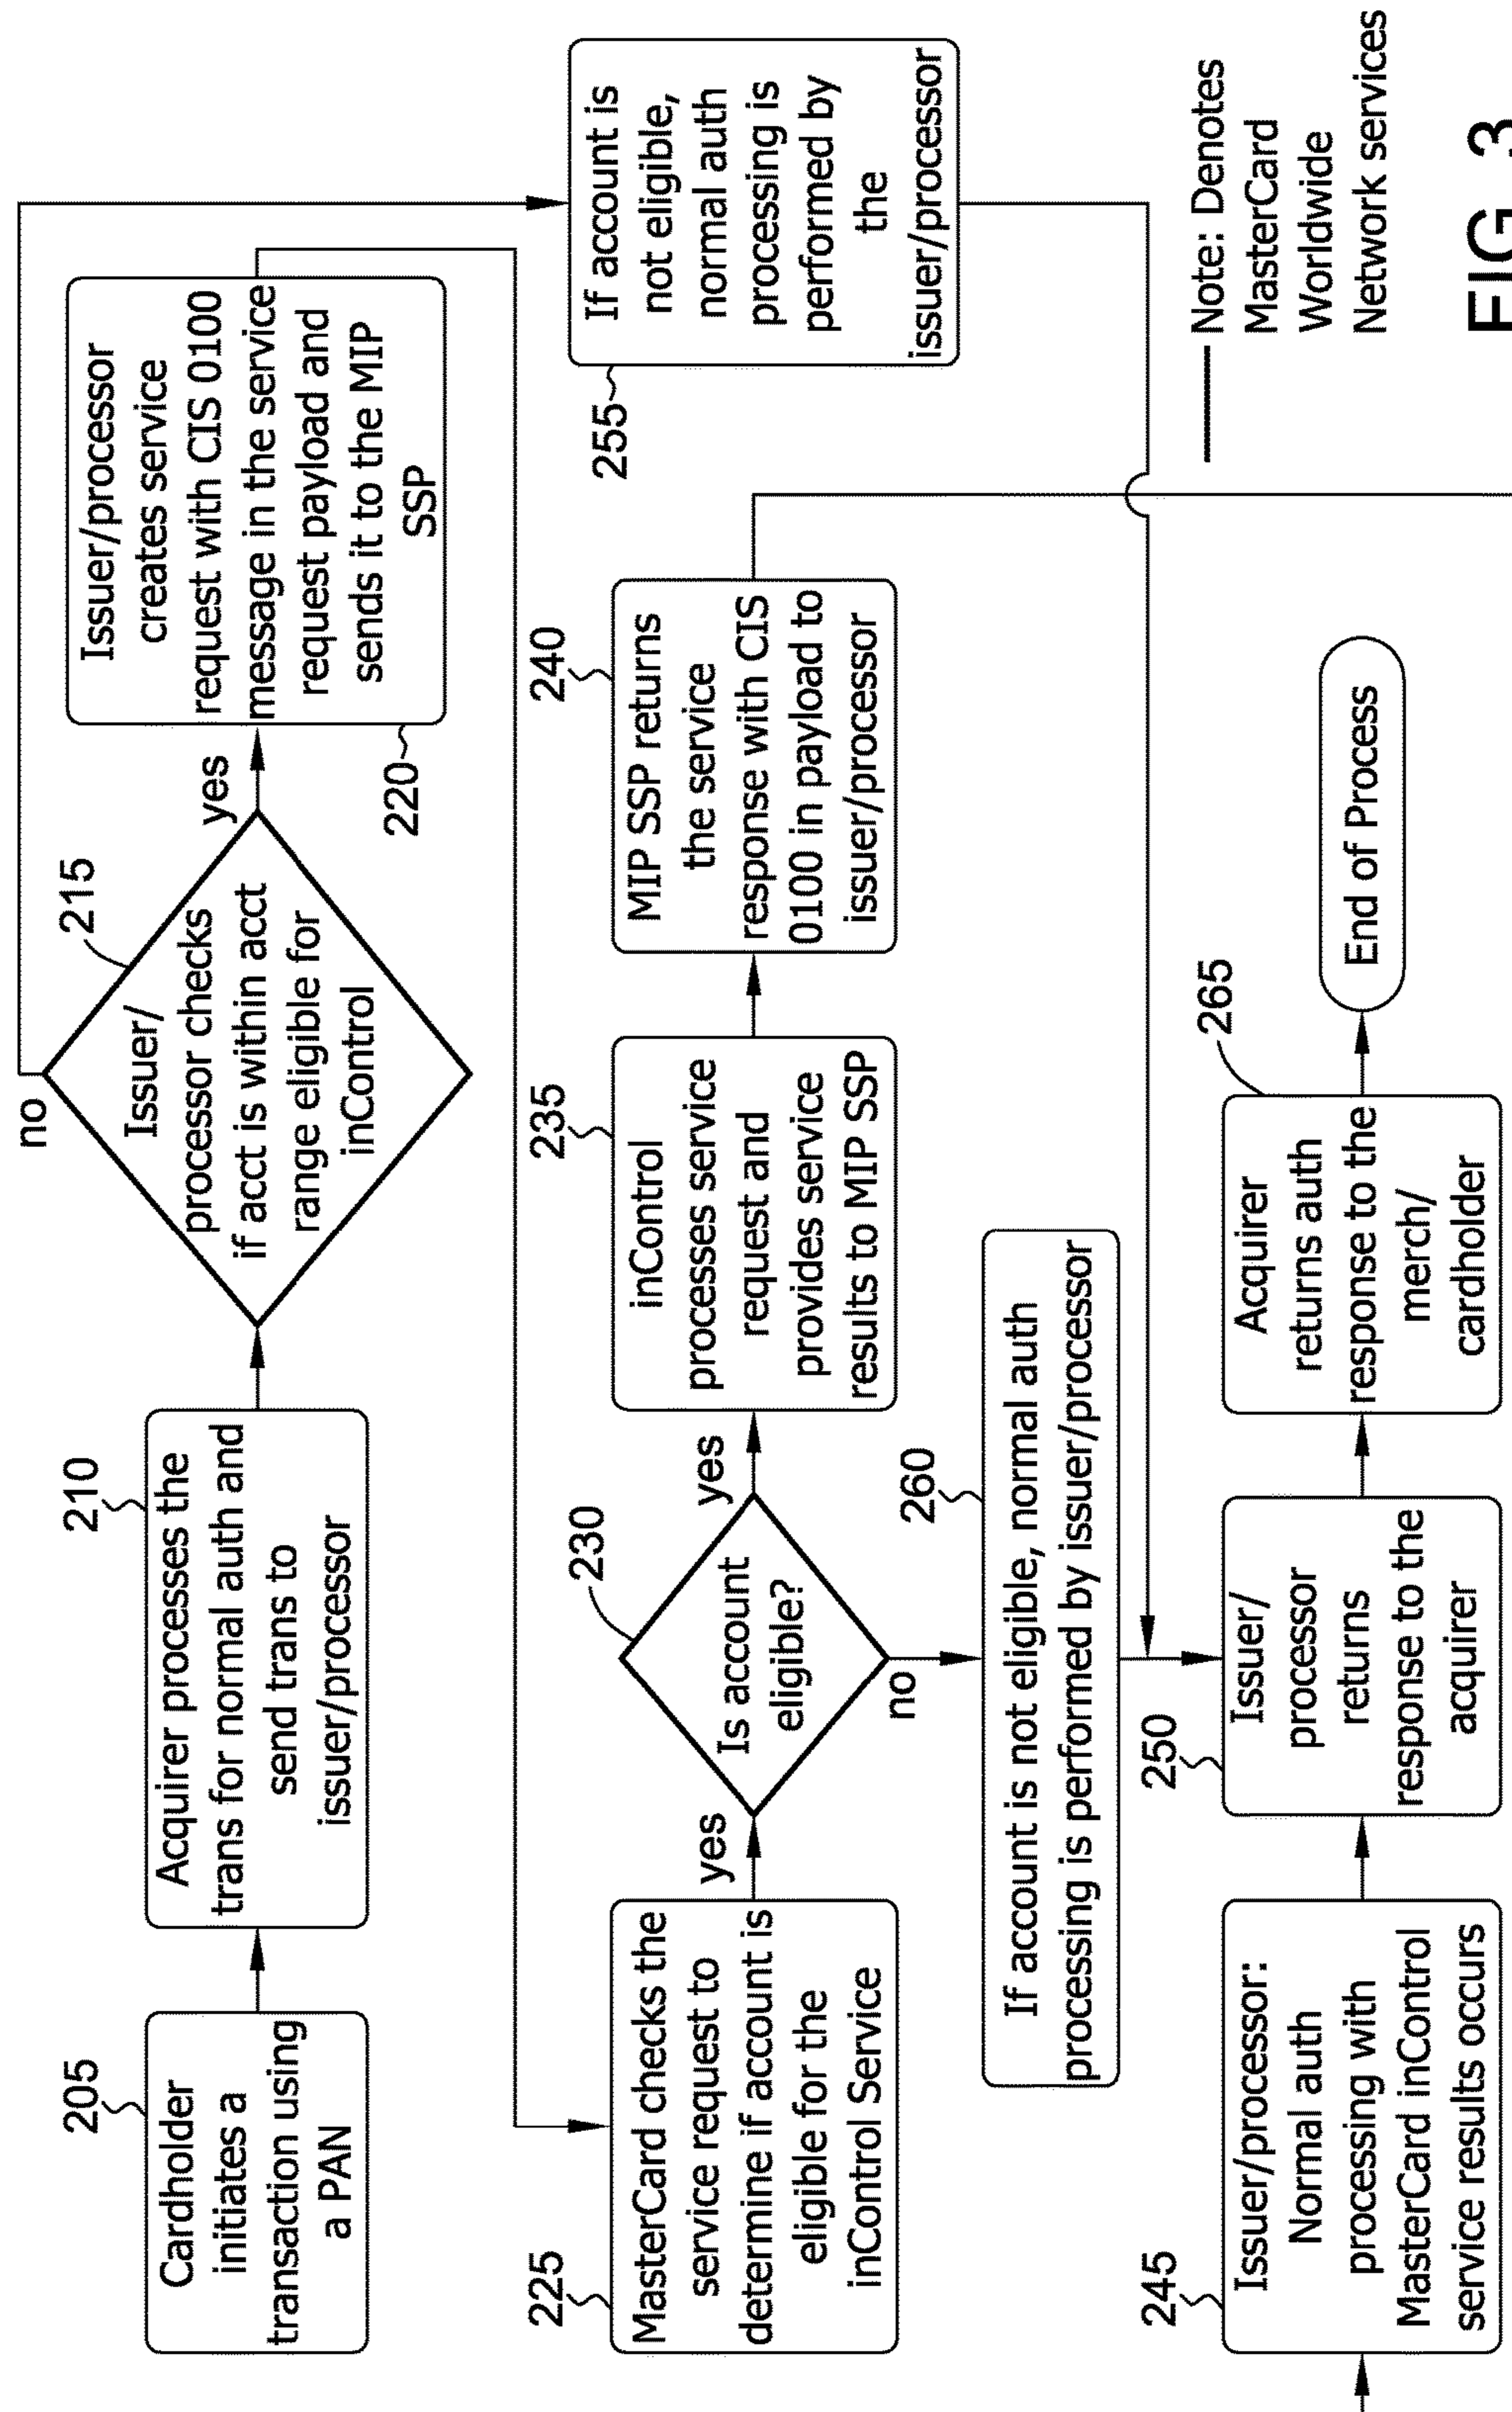 205
Cardholder
initiates a
transaction using
a PAN
210
Acquirer processes the
trans for normal auth and
send trans to
issuer/processor
215
Issuer/
processor checks
if acct is within acct
range eligible for
inControl
no
yes
220
Issuer/processor
creates service
request with CIS 0100
message in the service
request payload and
sends it to the MIP
SSP
225
MasterCard checks the
service request to
determine if account is
eligible for the
inControl Service
yes
230
Is account
eligible?
yes
no
235
inControl
processes service
request and
provides service
results to MIP SSP
240
MIP SSP returns
the service
response with CIS
0100 in payload to
issuer/processor
255
If account is
not eligible,
normal auth
processing is
performed by
the
issuer/processor
260
If account is not eligible, normal auth
processing is performed by issuer/processor
245
Issuer/processor:
Normal auth
processing with
MasterCard inControl
service results occurs
250
Issuer/
processor
returns
response to the
acquirer
265
Acquirer
returns auth
response to the
merch/
cardholder
End of Process
Note: Denotes
MasterCard
Worldwide
Network services
FIG. 3